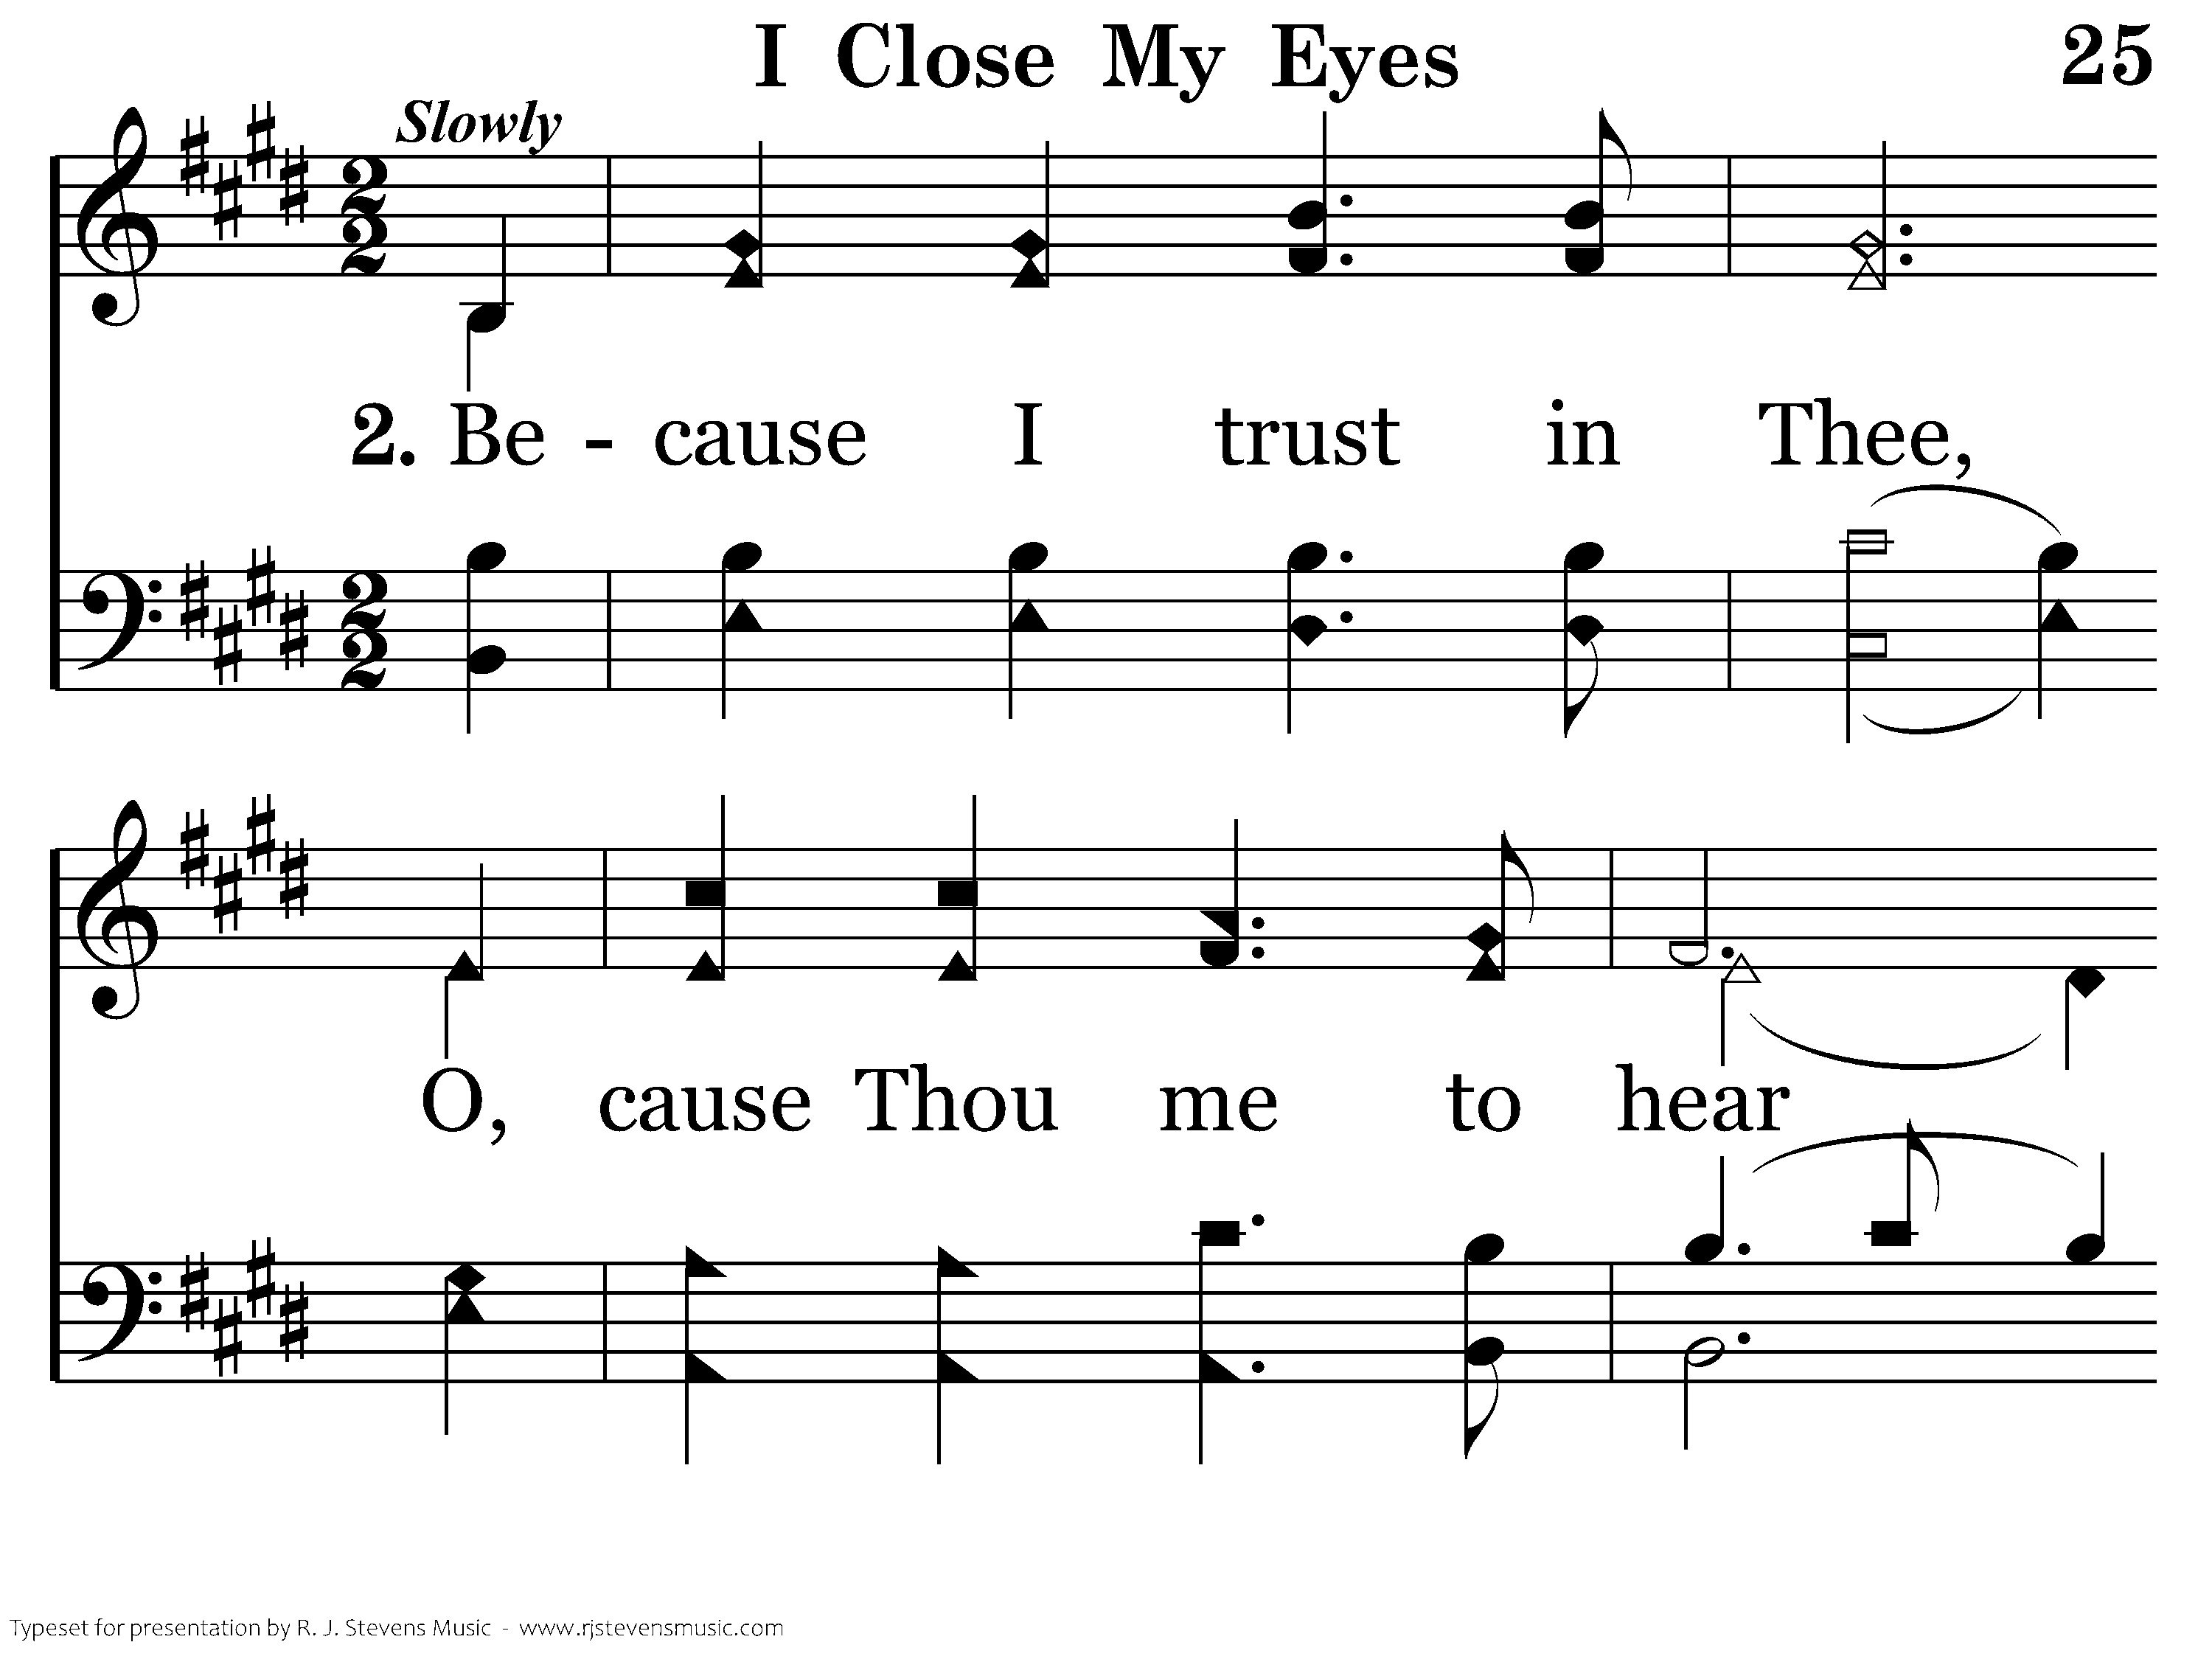 I Close My Eyes 25
Slowly
2. Be - cause I trust in Thee,
O, cause Thou me to hear
Typeset for presentation by R. J. Stevens Music - www.rjstevensmusic.com